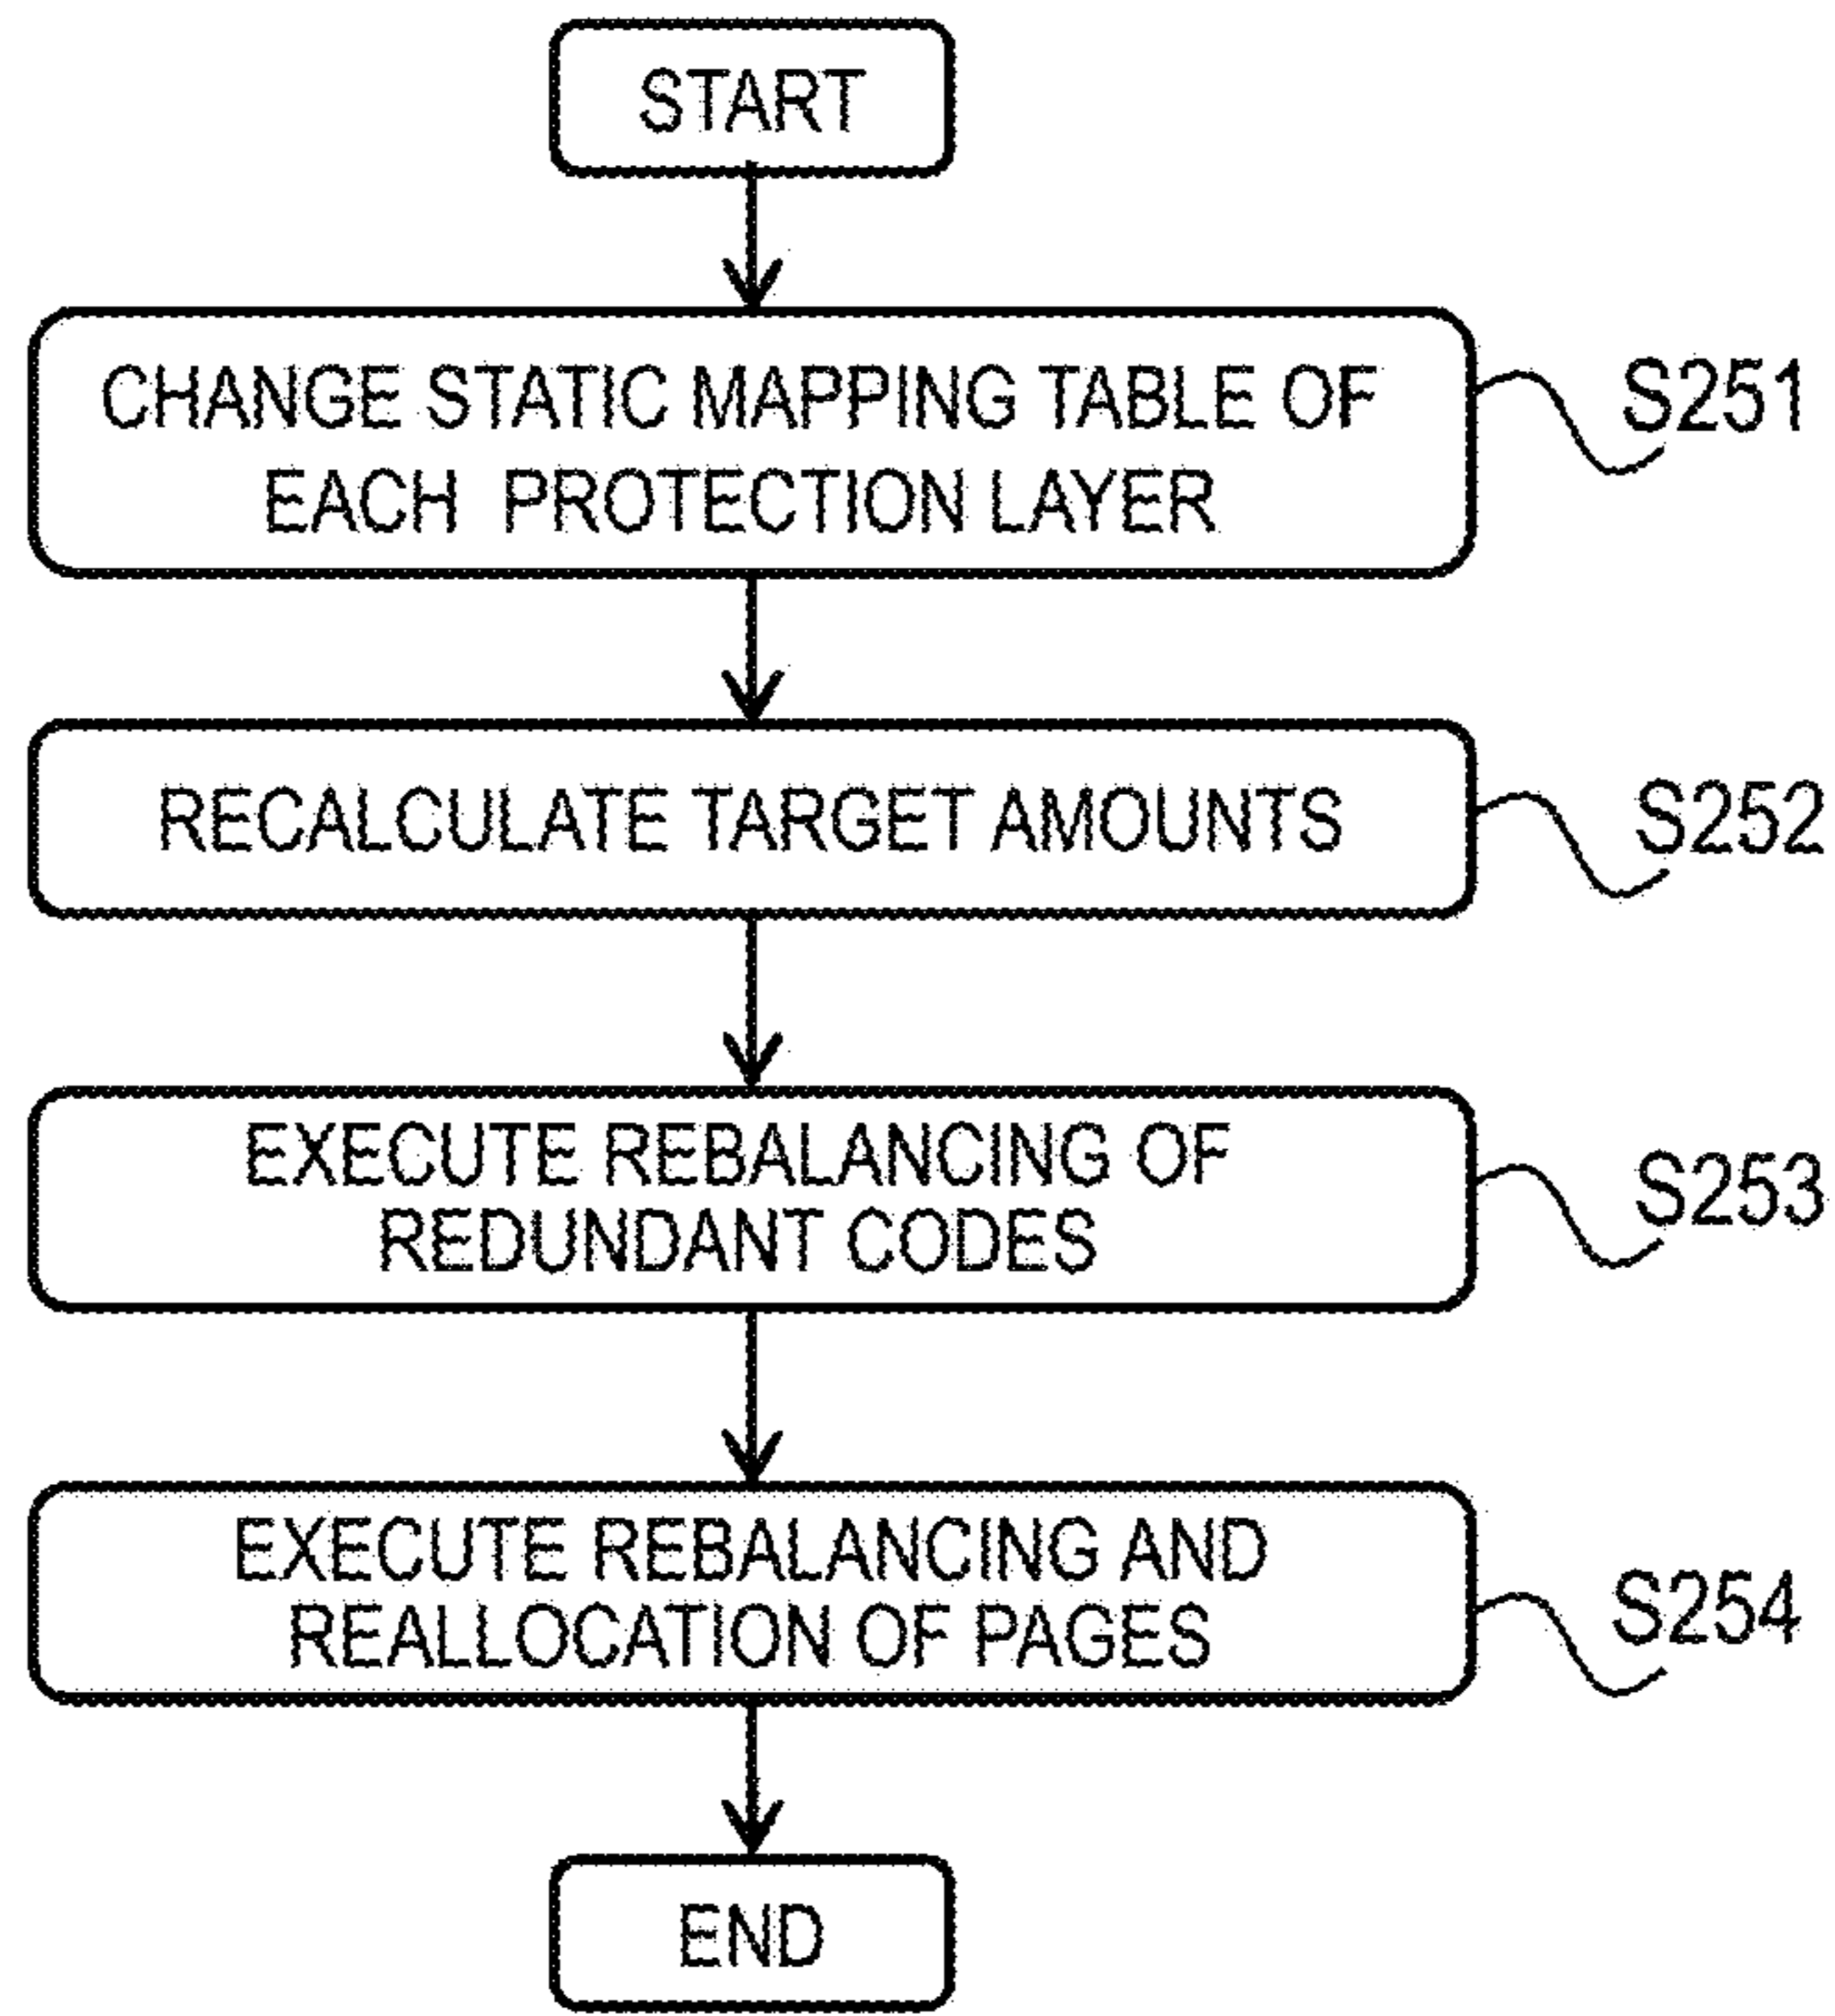 START
CHANGE STATIC MAPPING TABLE OF
EACH PROTECTION LAYER
S251
RECALCULATE TARGET AMOUNTS
S252
EXECUTE REBALANCING OF
REDUNDANT CODES
S253
EXECUTE REBALANCING AND
REALLOCATION OF PAGES
S254
END